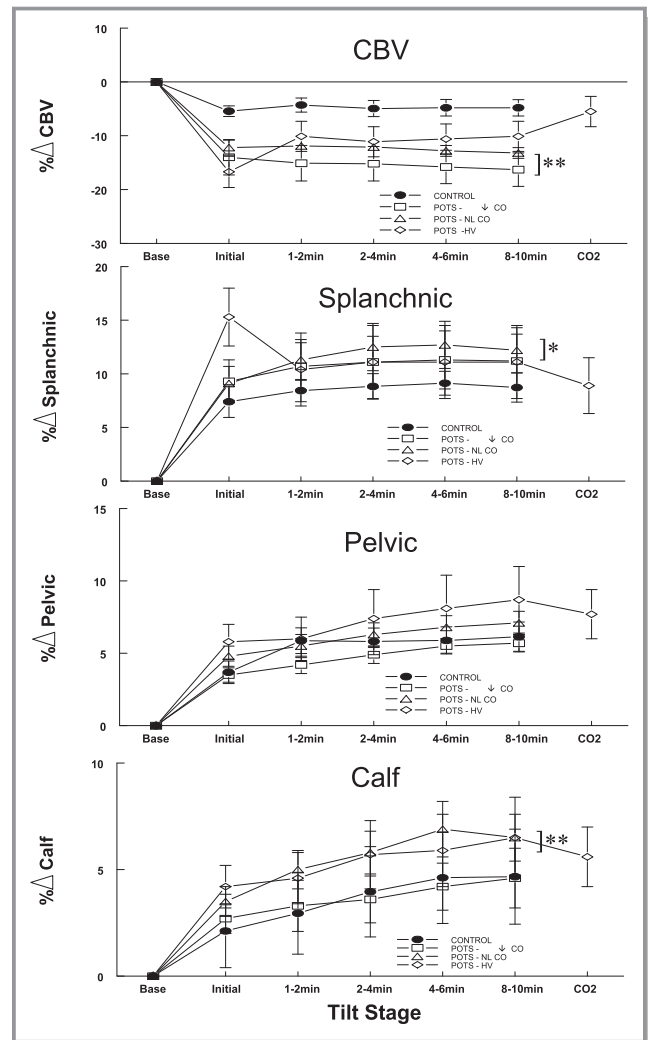 CBV
%△ CBV
10
0
-10
-20
-30
**
CONTROL
POTS - ↓ CO
POTS - NL CO
POTS -HV
Base Initial 1-2min 2-4min 4-6min 8-10min CO2
Splanchnic
%△ Splanchnic
20
15
10
5
0
*
CONTROL
POTS - ↓ CO
POTS - NL CO
POTS - HV
Base Initial 1-2min 2-4min 4-6min 8-10min CO2
Pelvic
%△ Pelvic
15
10
5
0
CONTROL
POTS - ↓ CO
POTS - NL CO
POTS - HV
Base Initial 1-2min 2-4min 4-6min 8-10min CO2
Calf
%△ Calf
10
5
0
**
CONTROL
POTS - ↓ CO
POTS - NL CO
POTS - HV
Base Initial 1-2min 2-4min 4-6min 8-10min CO2
Tilt Stage